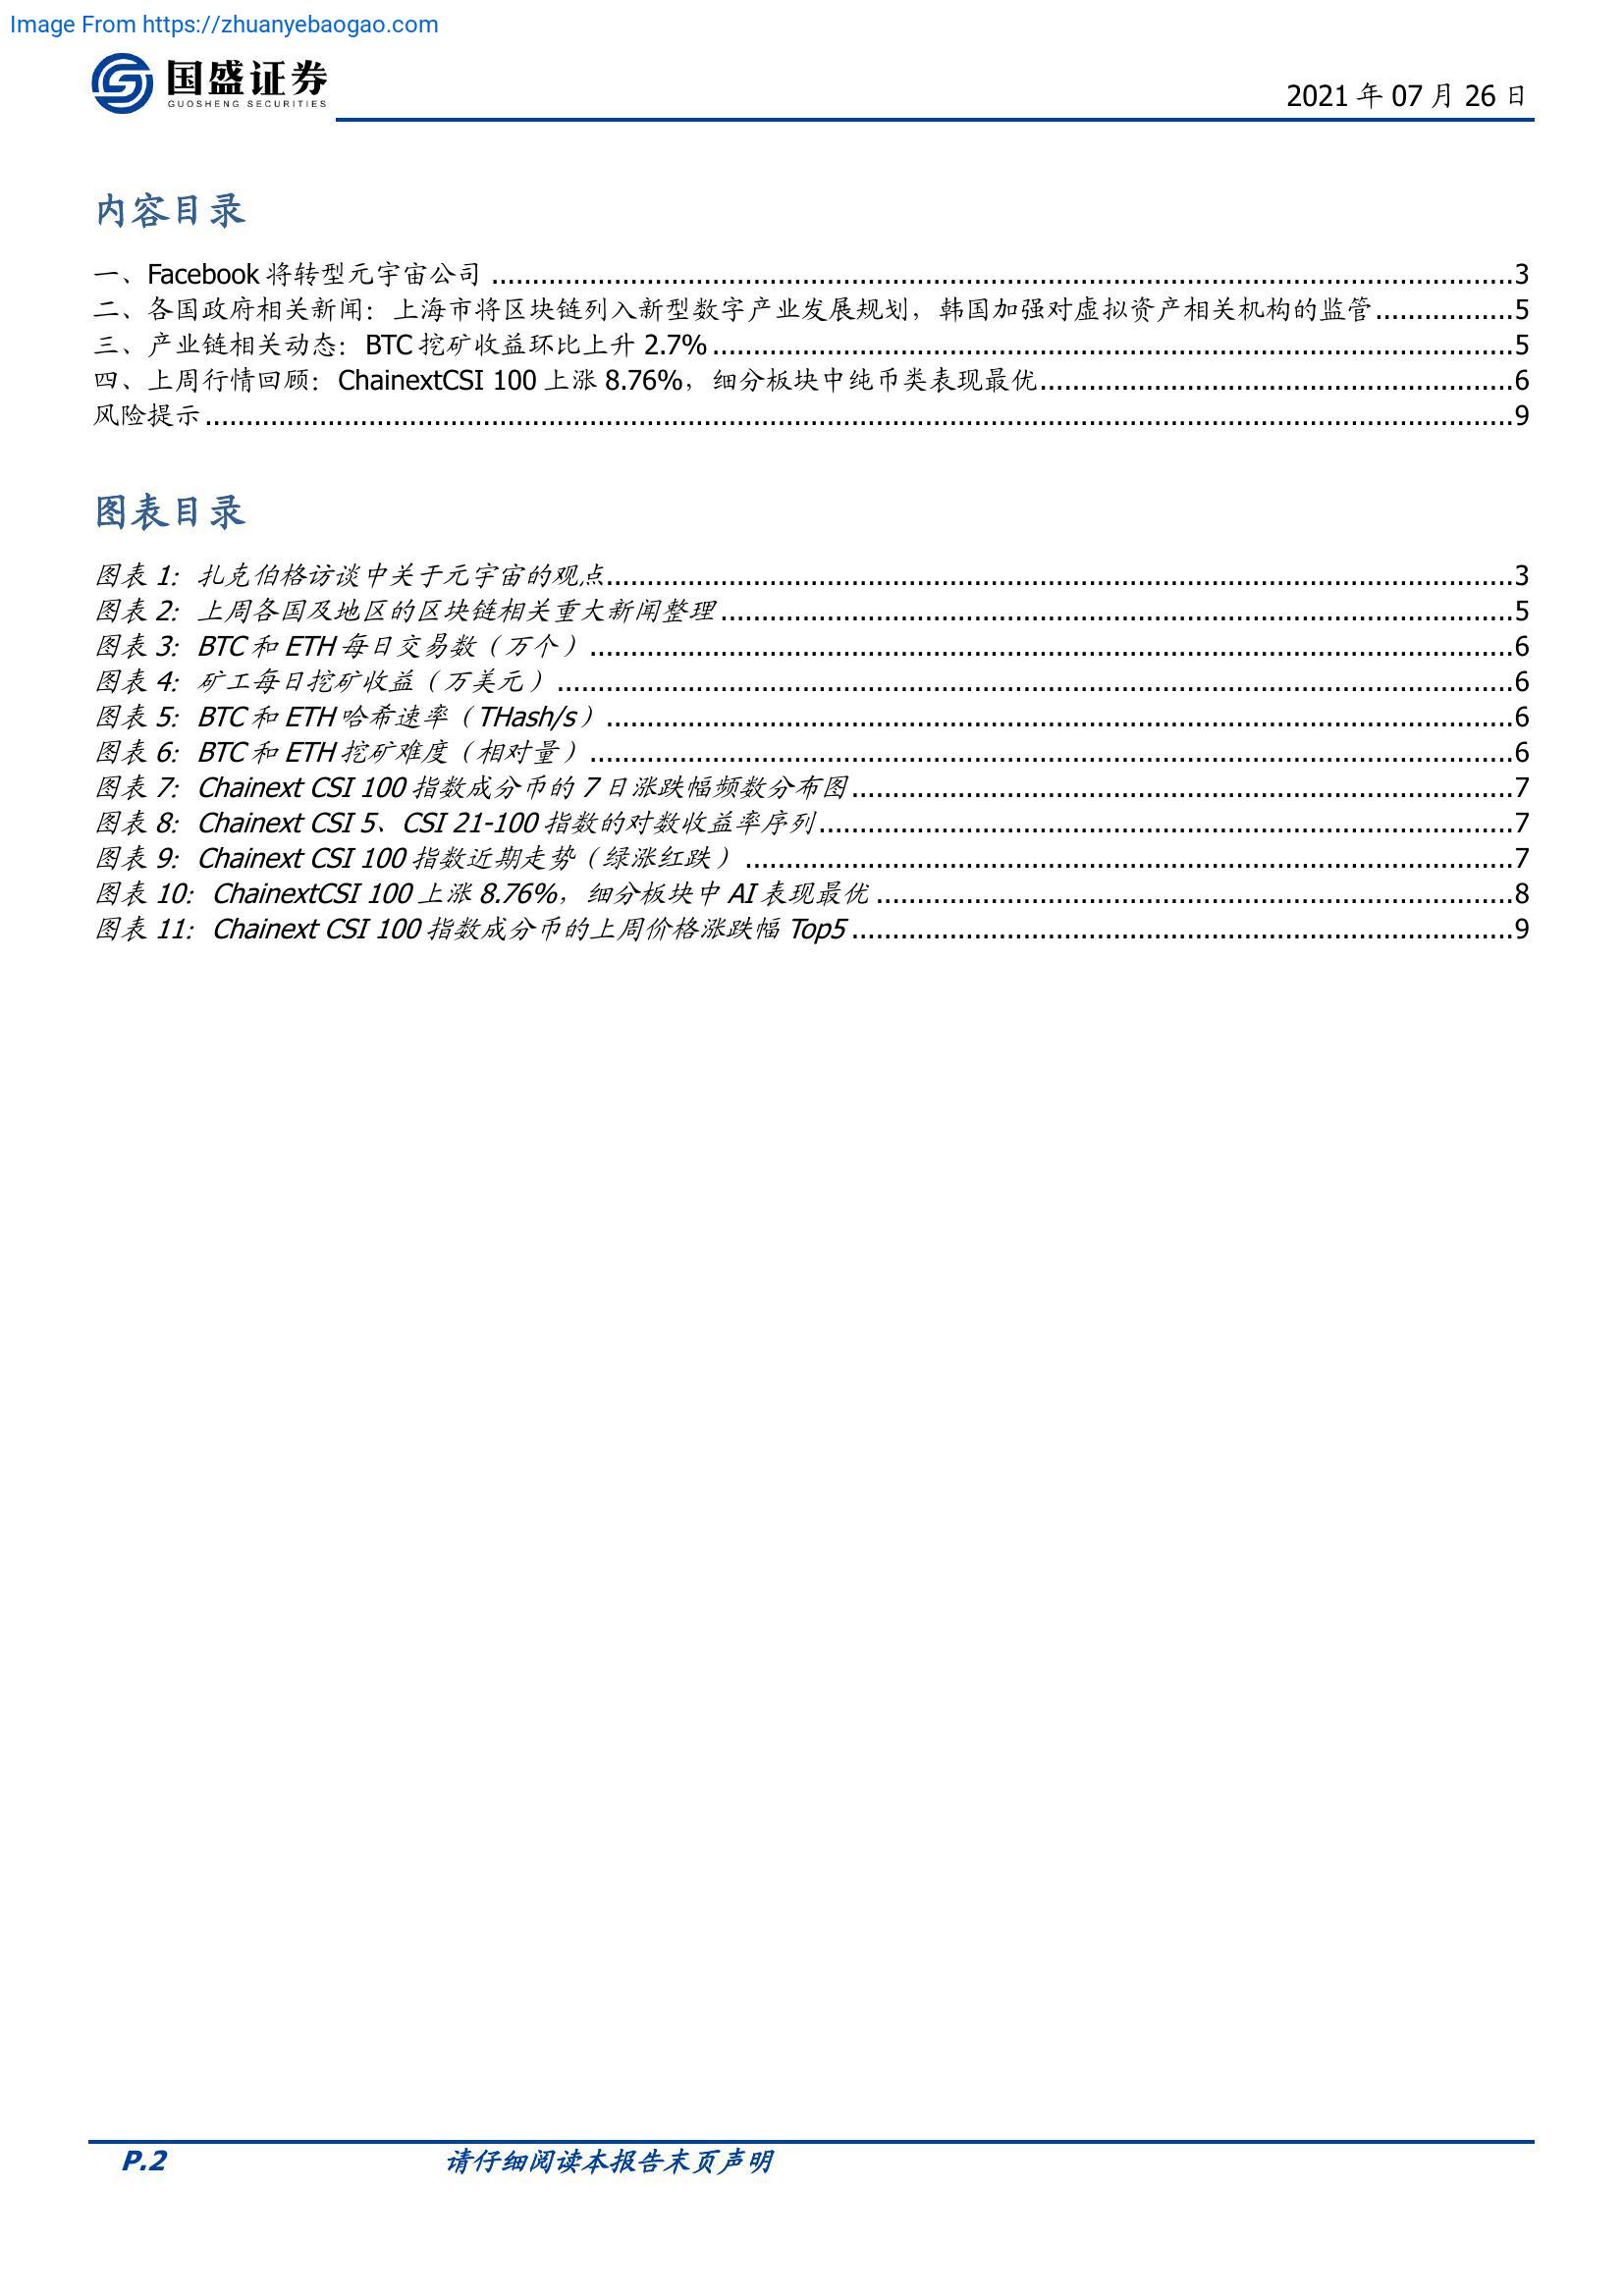 Image From https://zhuanyebaogao.com
国盛证券
GUOSHENG SECURITIES
2021 年 07 月 26 日
内容目录
一、Facebook 将转型元宇宙公司 ........................................ 3
二、各国政府相关新闻：上海市将区块链列入新型数字产业发展规划，韩国加强对虚拟资产相关机构的监管 ................ 5
三、产业链相关动态：BTC 挖矿收益环比上升 2.7% ........................................ 5
四、上周行情回顾：ChainextCSI 100 上涨 8.76%，细分板块中纯币类表现最优 ........................................ 6
风险提示 ........................................ 9
图表目录
图表 1：扎克伯格访谈中关于元宇宙的观点 ........................................ 3
图表 2：上周各国及地区的区块链相关重大新闻整理 ........................................ 5
图表 3：BTC 和 ETH 每日交易数（万个） ........................................ 6
图表 4：矿工每日挖矿收益（万美元） ........................................ 6
图表 5：BTC 和 ETH 哈希速率（THash/s） ........................................ 6
图表 6：BTC 和 ETH 挖矿难度（相对量） ........................................ 6
图表 7：Chainext CSI 100 指数成分币的 7 日涨跌幅频数分布图 ........................................ 7
图表 8：Chainext CSI 5、CSI 21-100 指数的对数收益率序列 ........................................ 7
图表 9：Chainext CSI 100 指数近期走势（绿涨红跌） ........................................ 7
图表 10：ChainextCSI 100 上涨 8.76%，细分板块中 AI 表现最优 ........................................ 8
图表 11：Chainext CSI 100 指数成分币的上周价格涨跌幅 Top5 ........................................ 9
P.2 请仔细阅读本报告末页声明